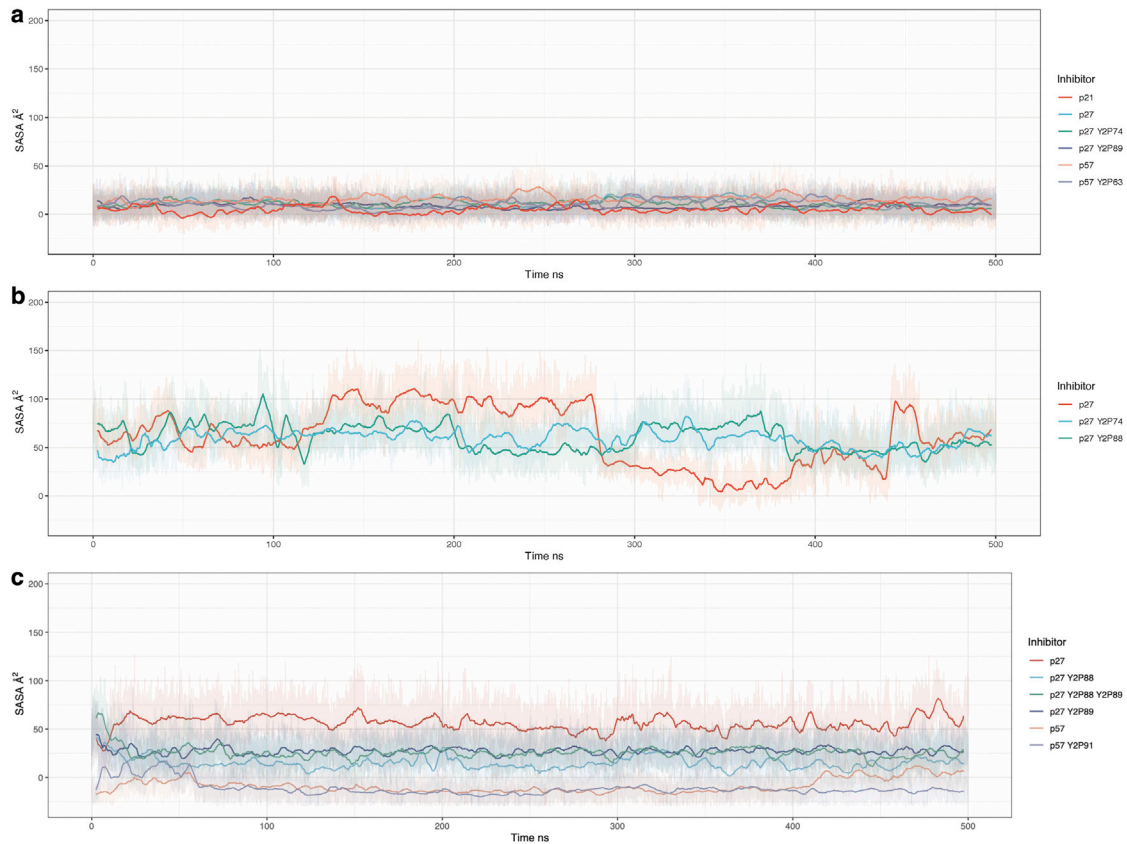 a
200
150
100
50
0
SASA Å²
0 100 200 300 400 500
Time ns
Inhibitor
p21
p27
p27 Y2P74
p27 Y2P89
p57
p57 Y2P63
b
200
150
100
50
0
SASA Å²
0 100 200 300 400 500
Time ns
Inhibitor
p27
p27 Y2P74
p27 Y2P88
c
200
150
100
50
0
SASA Å²
0 100 200 300 400 500
Time ns
Inhibitor
p27
p27 Y2P88
p27 Y2P88 Y2P89
p27 Y2P89
p57
p57 Y2P91